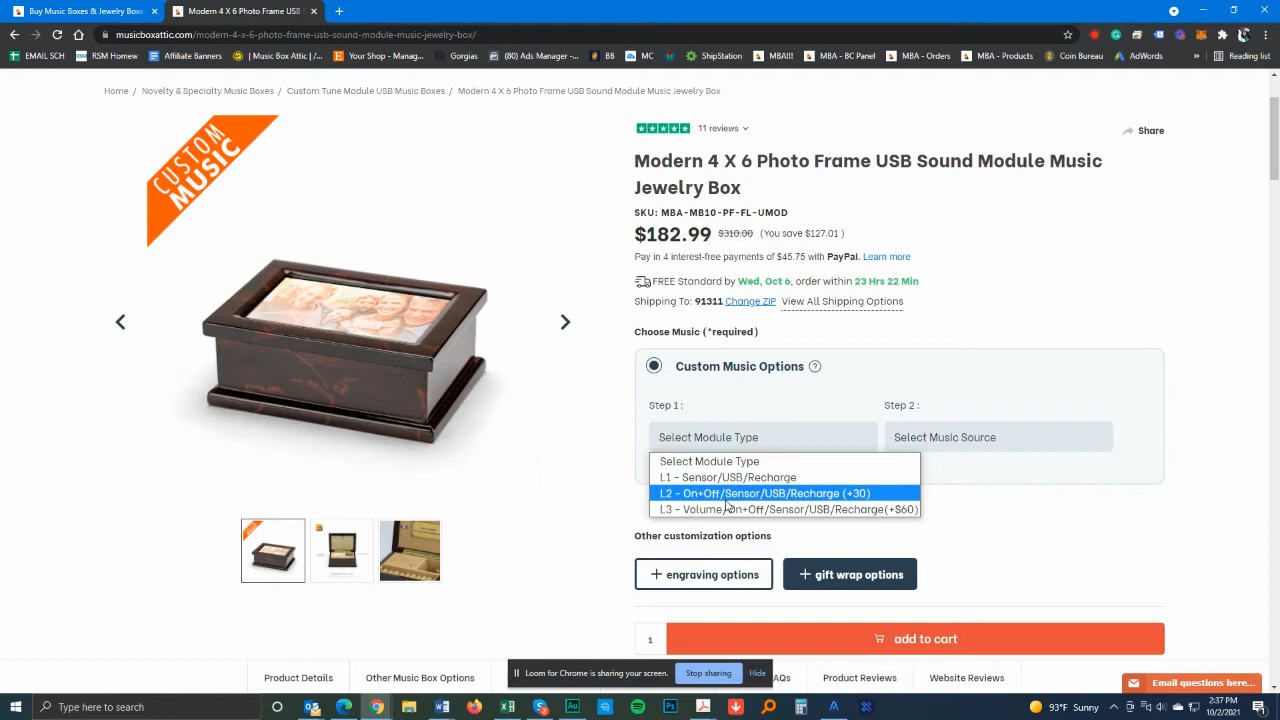 Buy Music Boxes & Jewelry Boxe
Modern 4 X 6 Photo Frame USB S
musicboxattic.com/modern-4-x-6-photo-frame-usb-sound-module-music-jewelry-box/
EMAIL SCH
RSM Homew
Affiliate Banners
( Music Box Attic |/...
Your Shop - Manag...
Gorgias
(80) Ads Manager...
BB
MC
ShipStation
MBA!!!
MBA - BC Panel
MBA - Orders
MBA - Products
Coin Bureau
AdWords
»
Reading list
Home / Novelty & Specialty Music Boxes / Custom Tune Module USB Music Boxes / Modern 4 X 6 Photo Frame USB Sound Module Music Jewelry Box
CUSTOM
MUSIC
11 reviews
Share
Modern 4 X 6 Photo Frame USB Sound Module Music
Jewelry Box
SKU: MBA-MB10-PF-FL-UMOD
$182.99 $310.00 (You save $127.01 )
Pay in 4 interest-free payments of $45.75 with PayPal. Learn more
FREE Standard by Wed, Oct 6, order within 23 Hrs 22 Min
Shipping To: 91311 Change ZIP View All Shipping Options
Choose Music (*required)
Custom Music Options ?
Step 1 :
Step 2 :
Select Module Type
Select Music Source
Select Module Type
L1 - Sensor/USB/Recharge
L2 - On+Off/Sensor/USB/Recharge (+30)
L3 - Volume/On+Off/Sensor/USB/Recharge(+$60)
Other customization options
+ engraving options
+ gift wrap options
1
add to cart
Product Details
Other Music Box Options
Loom for Chrome is sharing your screen.
Stop sharing
Hide
AQs
Product Reviews
Website Reviews
Email questions here...
Type here to search
93°F Sunny
2:37 PM
10/2/2021